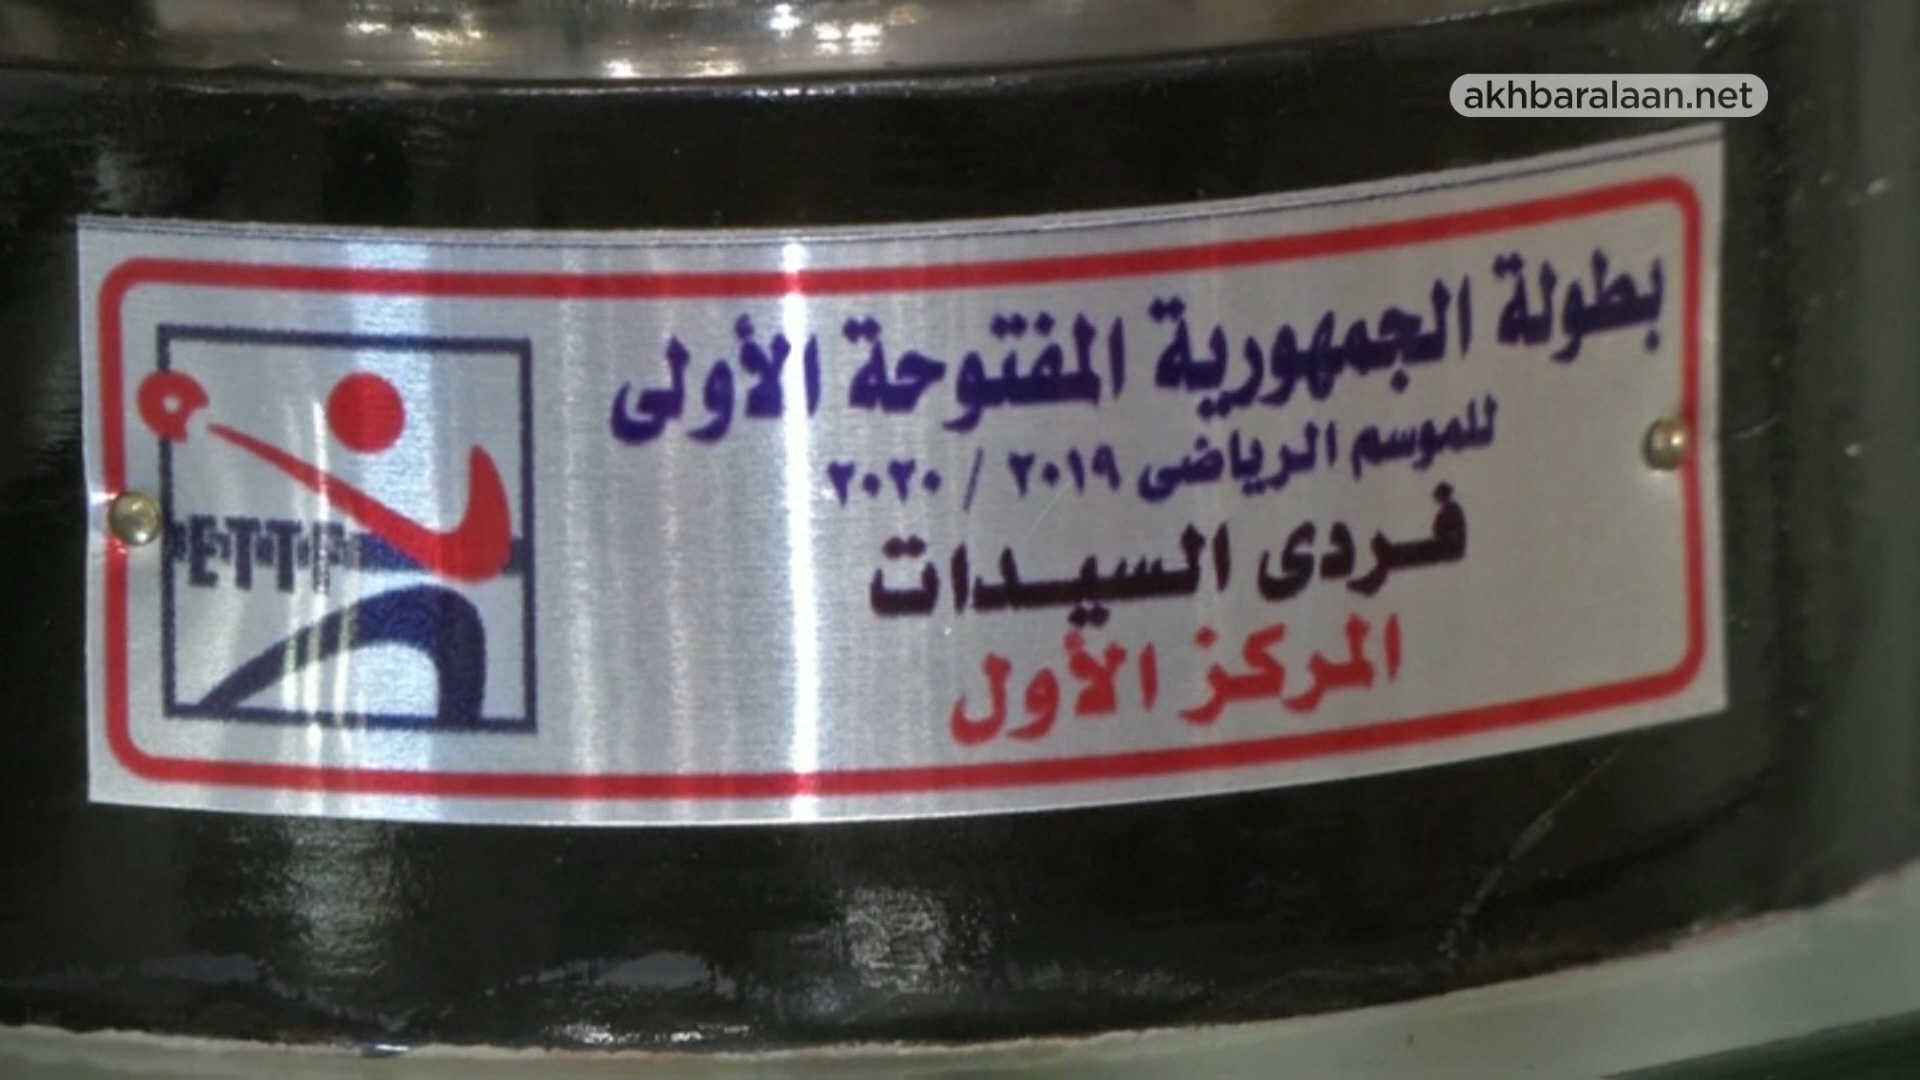 akhbaralaan.net
بطولة الجمهورية المفتوحة الأولى
للموسم الرياضى ٢٠١٩ / ٢٠٢٠
فردى السيدات
المركز الأول
ETTF